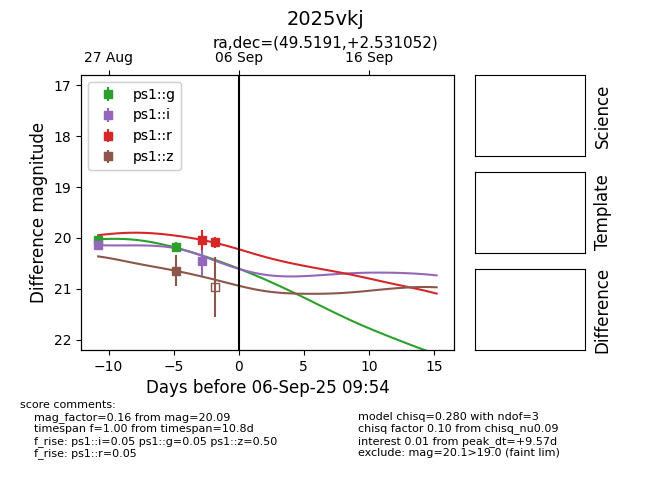 2025vkj
ra,dec=(49.5191,+2.531052)
27 Aug 06 Sep 16 Sep
17
18
19
20
21
22
Difference magnitude
ps1::g
ps1::i
ps1::r
ps1::z
−10 −5 0 5 10 15
Days before 06-Sep-25 09:54
Science
Template
Difference
score comments:
mag_factor=0.16 from mag=20.09
timespan f=1.00 from timespan=10.8d
f_rise: ps1::i=0.05 ps1::g=0.05 ps1::z=0.50
f_rise: ps1::r=0.05
model chisq=0.280 with ndof=3
chisq factor 0.10 from chisq_nu0.09
interest 0.01 from peak_dt=+9.57d
exclude: mag=20.1>19.0 (faint lim)